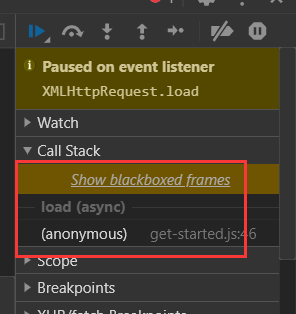 Paused on event listener
XMLHttpRequest.load
Watch
Call Stack
Show blackboxed frames
load (async)
(anonymous) get-started.js:46
Scope
Breakpoints
XHR/fetch Breakpoints